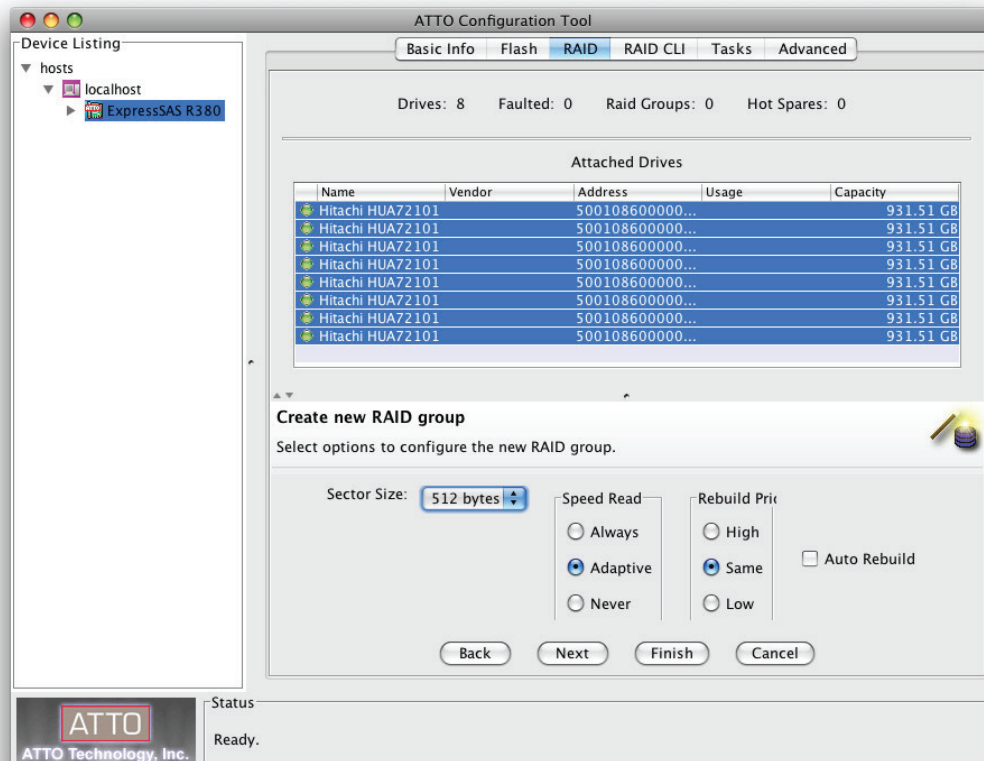 ATTO Configuration Tool
Device Listing
hosts
localhost
ExpressSAS R380
Basic Info Flash RAID RAID CLI Tasks Advanced
Drives: 8 Faulted: 0 Raid Groups: 0 Hot Spares: 0
Attached Drives
Name Vendor Address Usage Capacity
Hitachi HUA72101 500108600000... 931.51 GB
Hitachi HUA72101 500108600000... 931.51 GB
Hitachi HUA72101 500108600000... 931.51 GB
Hitachi HUA72101 500108600000... 931.51 GB
Hitachi HUA72101 500108600000... 931.51 GB
Hitachi HUA72101 500108600000... 931.51 GB
Hitachi HUA72101 500108600000... 931.51 GB
Hitachi HUA72101 500108600000... 931.51 GB
Create new RAID group
Select options to configure the new RAID group.
Sector Size: 512 bytes
Speed Read
Always
Adaptive
Never
Rebuild Pric
High
Same
Low
Auto Rebuild
Back Next Finish Cancel
ATTO
ATTO Technology, Inc.
Status
Ready.